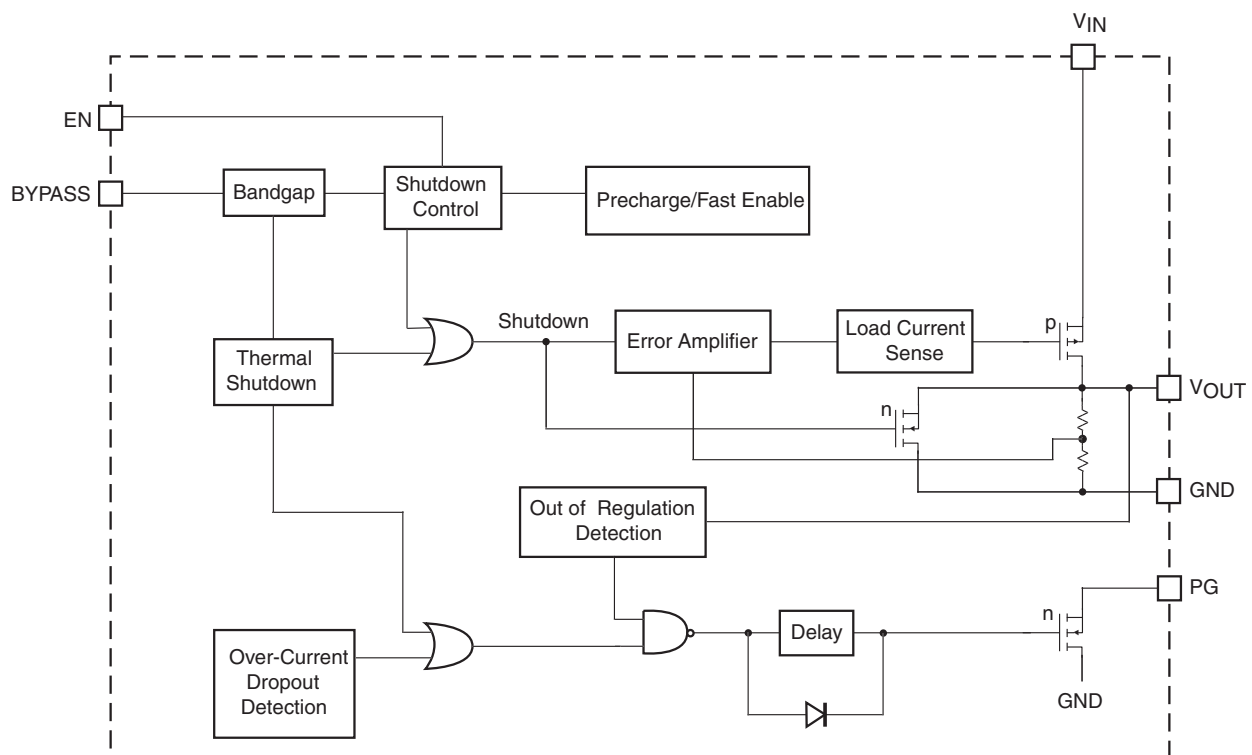 VIN
EN
BYPASS
Bandgap
Shutdown
Control
Precharge/Fast Enable
Shutdown
Error Amplifier
Load Current
Sense
p
Thermal
Shutdown
VOUT
n
GND
Out of Regulation
Detection
PG
n
Delay
Over-Current
Dropout
Detection
GND